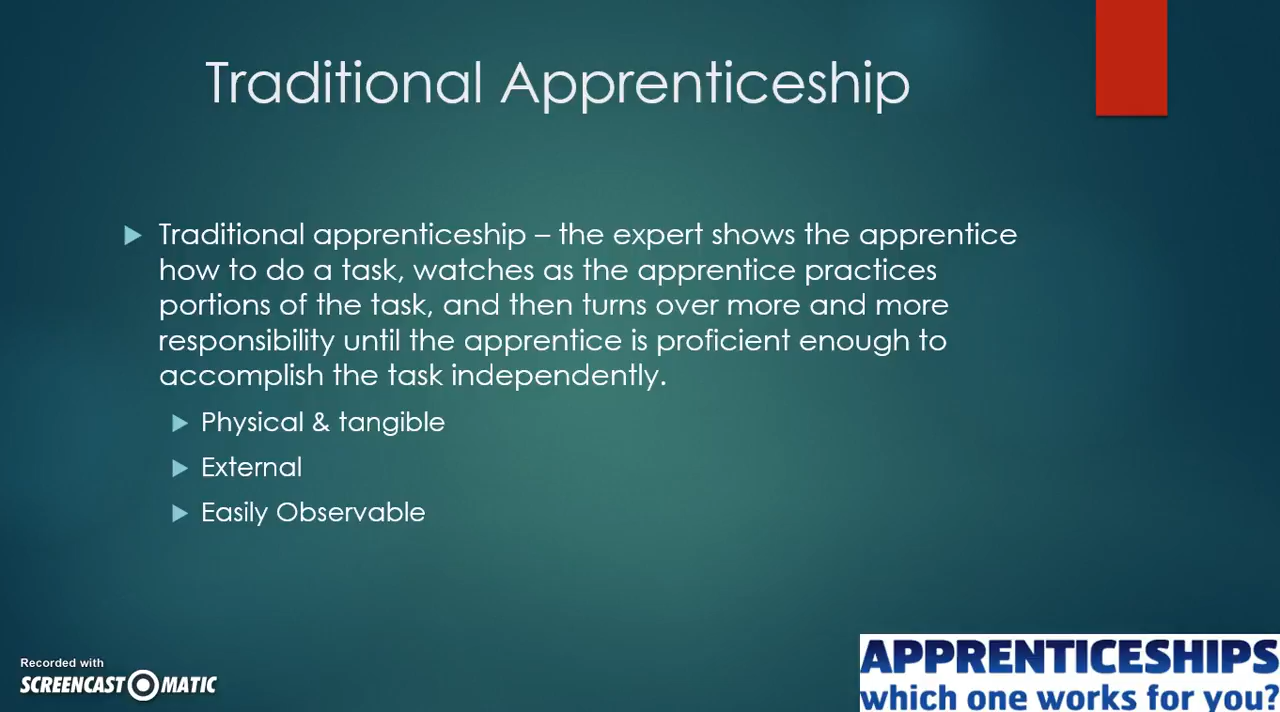 Traditional Apprenticeship
Traditional apprenticeship – the expert shows the apprentice
how to do a task, watches as the apprentice practices
portions of the task, and then turns over more and more
responsibility until the apprentice is proficient enough to
accomplish the task independently.
Physical & tangible
External
Easily Observable
Recorded with
SCREENCAST O MATIC
APPRENTICESHIPS
which one works for you?